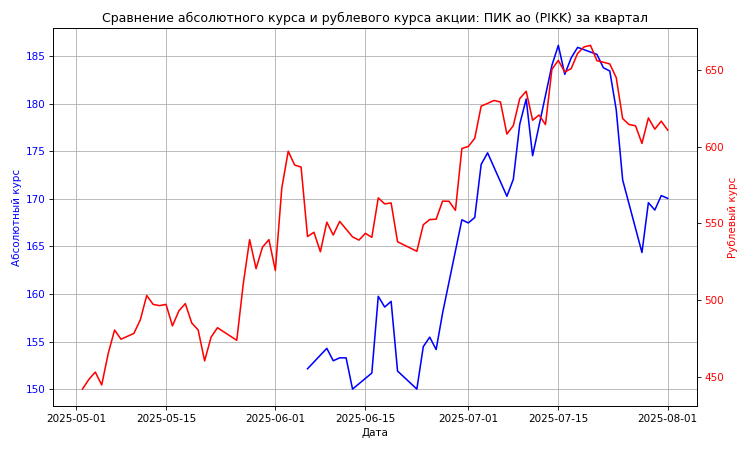 Сравнение абсолютного курса и рублевого курса акции: ПИК ао (PIKK) за квартал
Абсолютный курс
185
180
175
170
165
160
155
150
650
600
550
500
450
Рублевый курс
2025-05-01 2025-05-15 2025-06-01 2025-06-15 2025-07-01 2025-07-15 2025-08-01
Дата